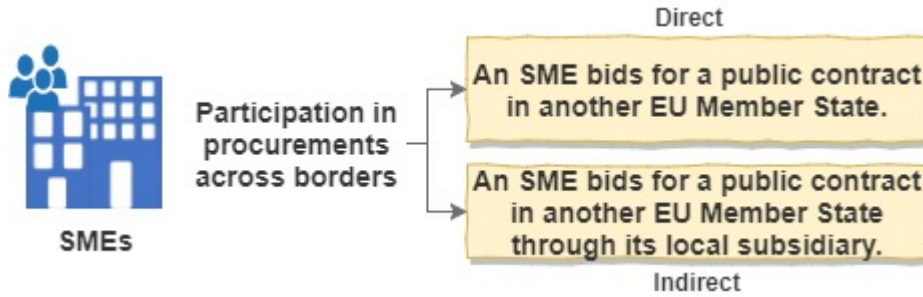 Direct
An SME bids for a public contract
in another EU Member State.
Participation in
procurements
across borders
SMEs
An SME bids for a public contract
in another EU Member State
through its local subsidiary.
Indirect